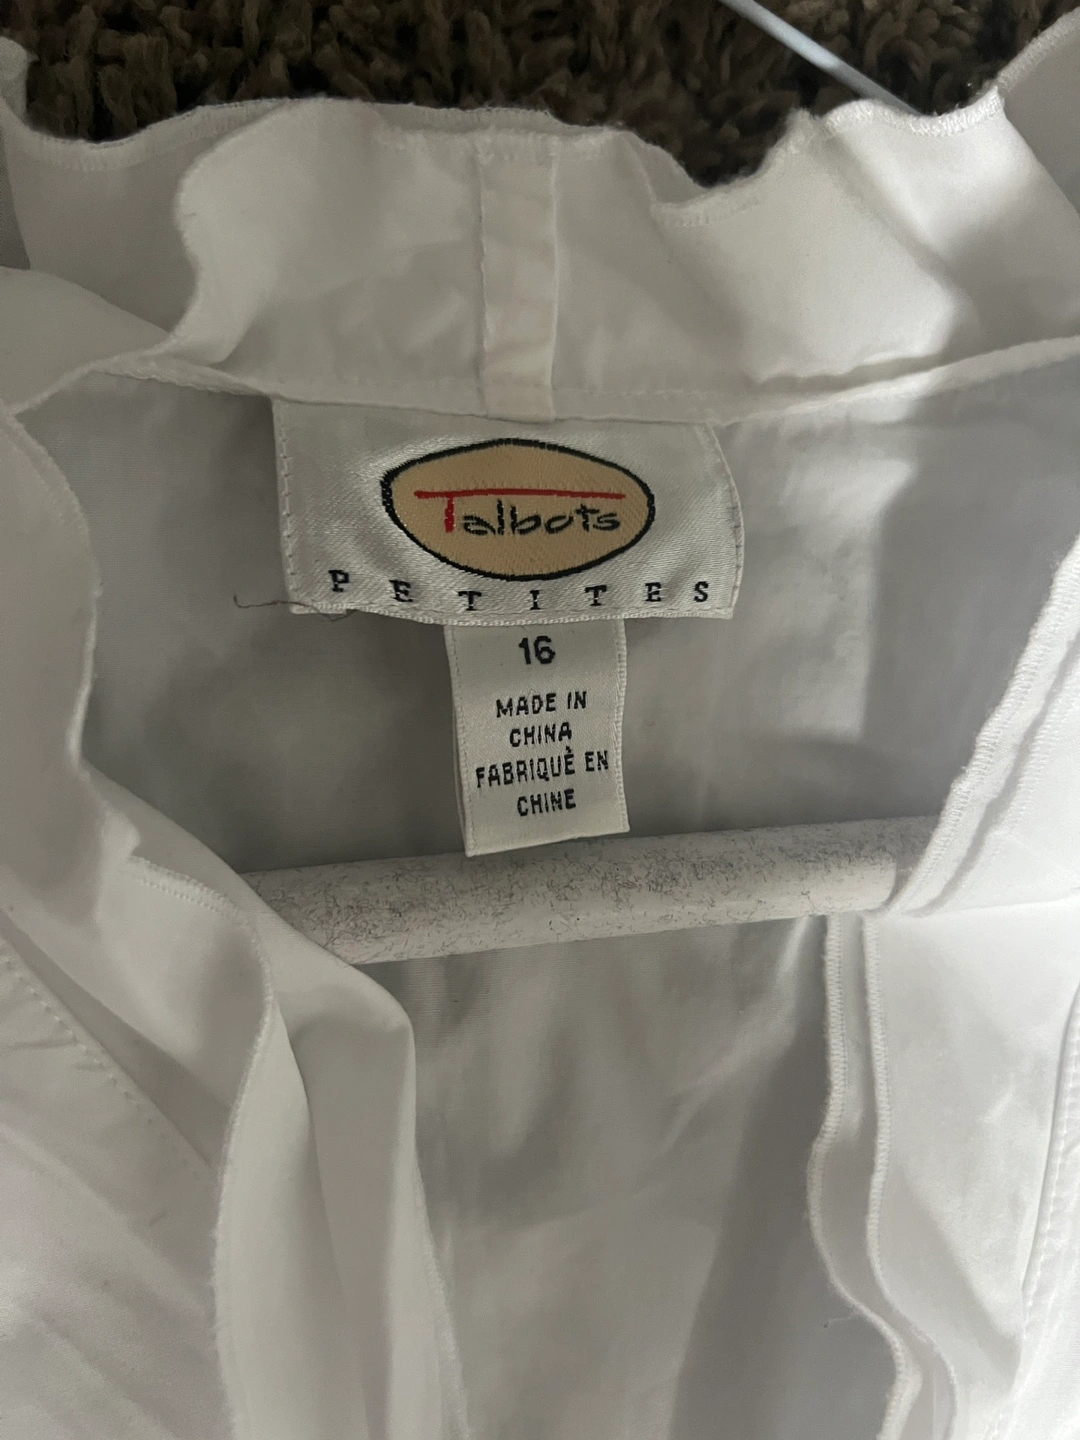 Talbots
PETITES
16
MADE IN
CHINA
FABRIQUÈ EN
CHINE